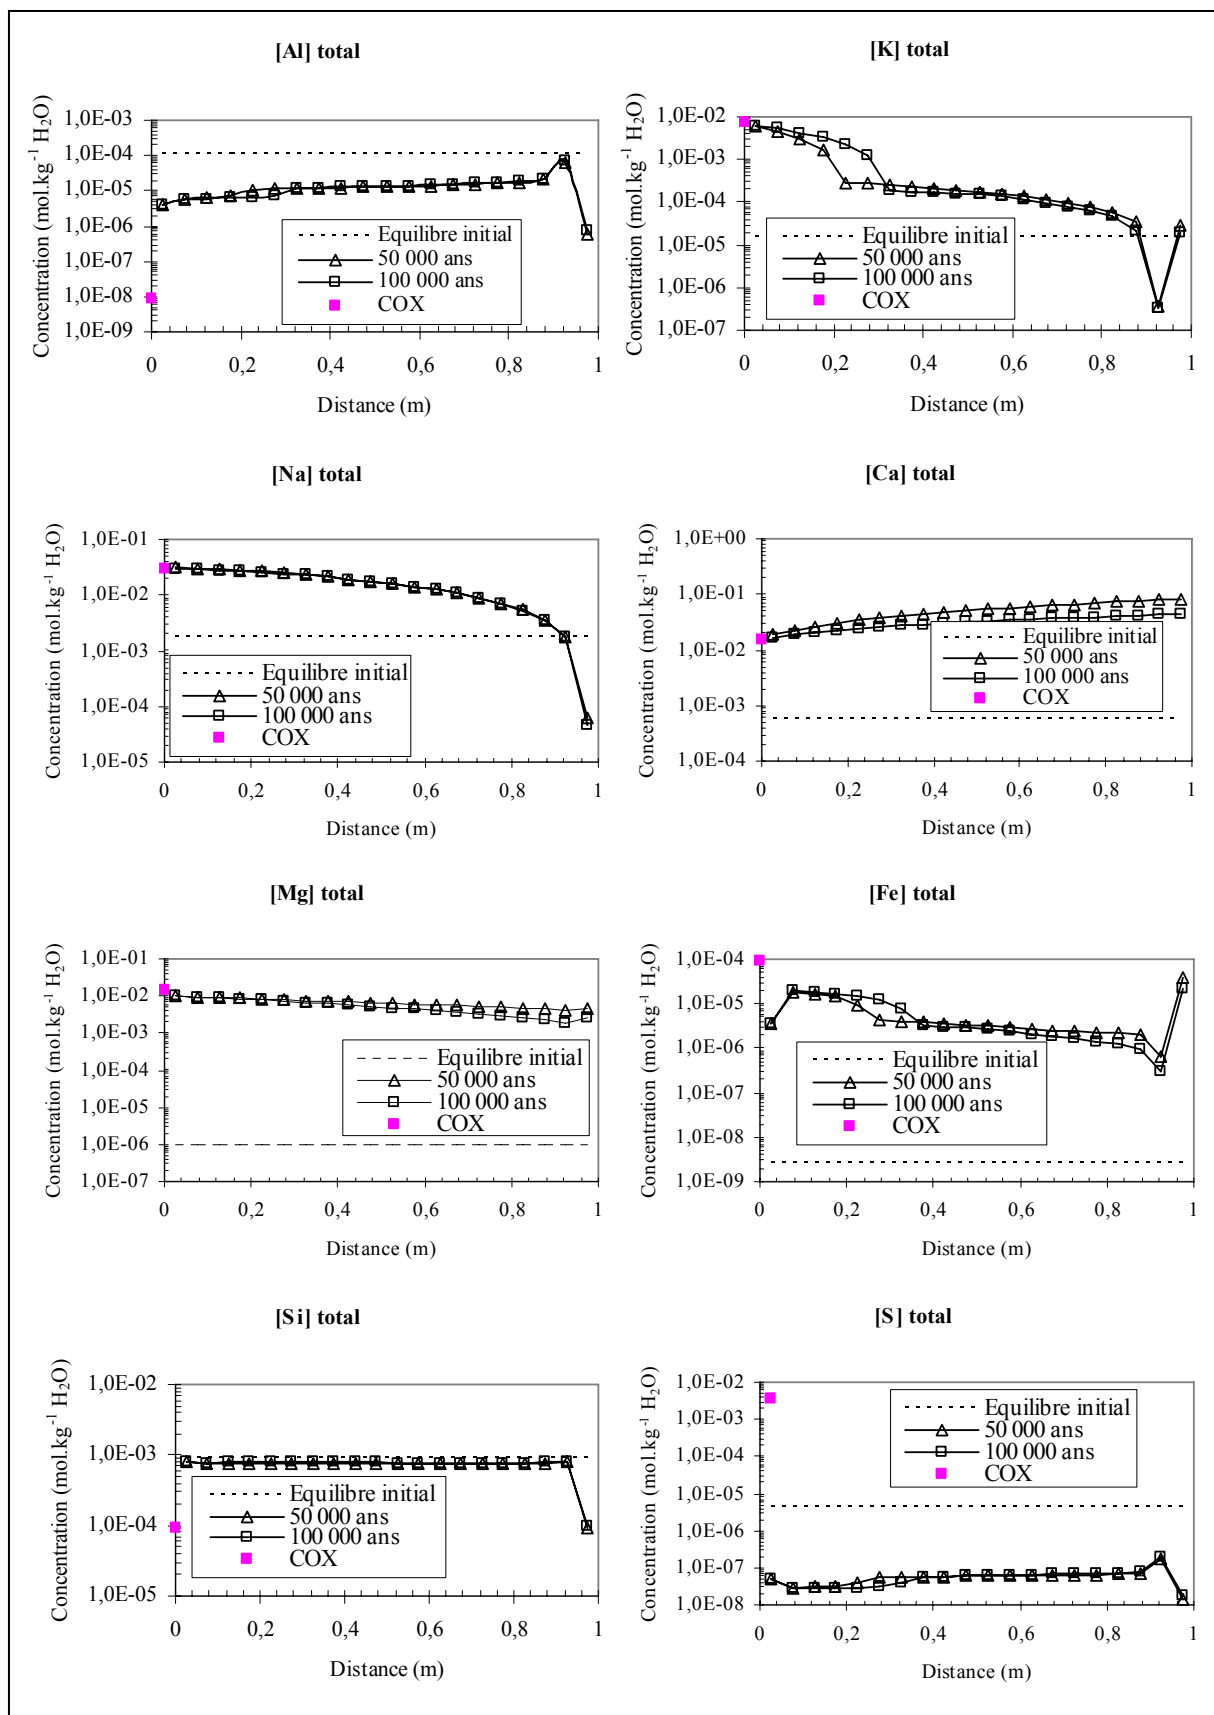 [Al] total
Concentration (mol.kg⁻¹ H₂O)
1,0E-03
1,0E-04
1,0E-05
1,0E-06
1,0E-07
1,0E-08
1,0E-09
Equilibre initial
50 000 ans
100 000 ans
COX
0 0,2 0,4 0,6 0,8 1
Distance (m)
[K] total
Concentration (mol.kg⁻¹ H₂O)
1,0E-02
1,0E-03
1,0E-04
1,0E-05
1,0E-06
1,0E-07
Equilibre initial
50 000 ans
100 000 ans
COX
0 0,2 0,4 0,6 0,8 1
Distance (m)
[Na] total
Concentration (mol.kg⁻¹ H₂O)
1,0E-01
1,0E-02
1,0E-03
1,0E-04
1,0E-05
Equilibre initial
50 000 ans
100 000 ans
COX
0 0,2 0,4 0,6 0,8 1
Distance (m)
[Ca] total
Concentration (mol.kg⁻¹ H₂O)
1,0E+00
1,0E-01
1,0E-02
1,0E-03
1,0E-04
Equilibre initial
50 000 ans
100 000 ans
COX
0 0,2 0,4 0,6 0,8 1
Distance (m)
[Mg] total
Concentration (mol.kg⁻¹ H₂O)
1,0E-01
1,0E-02
1,0E-03
1,0E-04
1,0E-05
1,0E-06
1,0E-07
Equilibre initial
50 000 ans
100 000 ans
COX
0 0,2 0,4 0,6 0,8 1
Distance (m)
[Fe] total
Concentration (mol.kg⁻¹ H₂O)
1,0E-04
1,0E-05
1,0E-06
1,0E-07
1,0E-08
1,0E-09
Equilibre initial
50 000 ans
100 000 ans
COX
0 0,2 0,4 0,6 0,8 1
Distance (m)
[Si] total
Concentration (mol.kg⁻¹ H₂O)
1,0E-02
1,0E-03
1,0E-04
1,0E-05
Equilibre initial
50 000 ans
100 000 ans
COX
0 0,2 0,4 0,6 0,8 1
Distance (m)
[S] total
Concentration (mol.kg⁻¹ H₂O)
1,0E-02
1,0E-03
1,0E-04
1,0E-05
1,0E-06
1,0E-07
1,0E-08
Equilibre initial
50 000 ans
100 000 ans
COX
0 0,2 0,4 0,6 0,8 1
Distance (m)